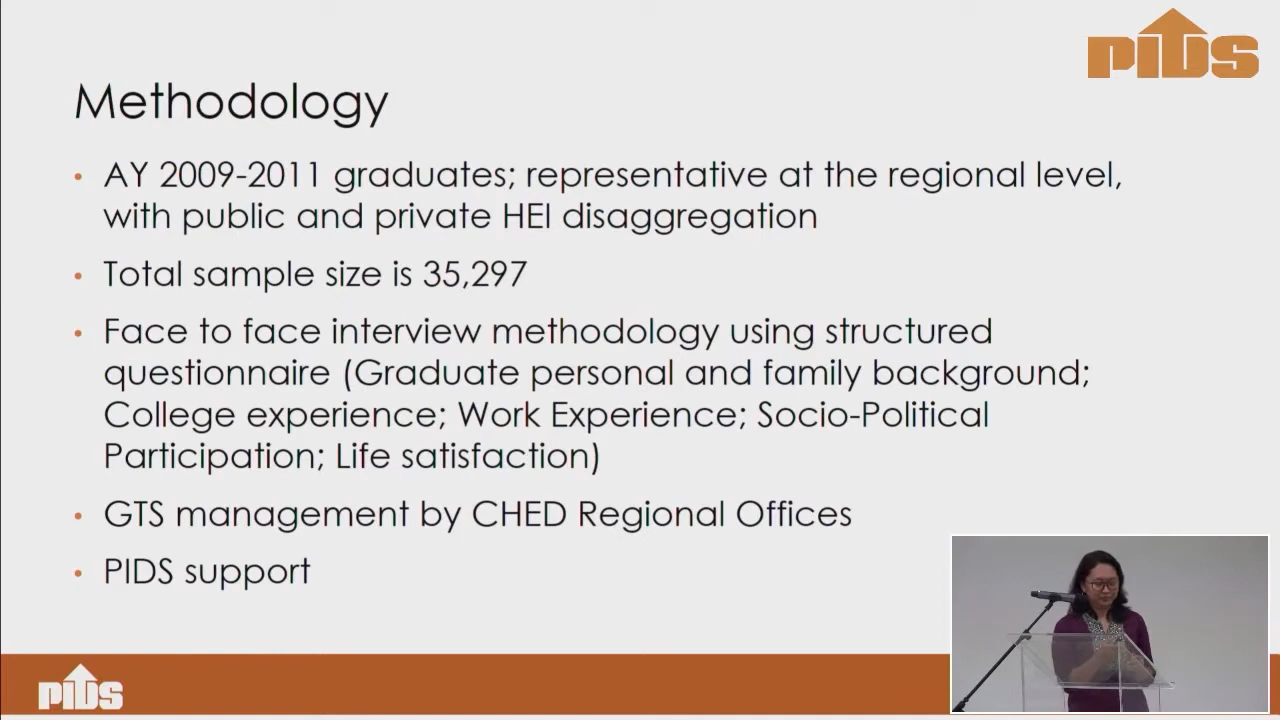 PIDS
Methodology
• AY 2009-2011 graduates; representative at the regional level,
with public and private HEI disaggregation
• Total sample size is 35,297
• Face to face interview methodology using structured
questionnaire (Graduate personal and family background;
College experience; Work Experience; Socio-Political
Participation; Life satisfaction)
• GTS management by CHED Regional Offices
• PIDS support
PIDS